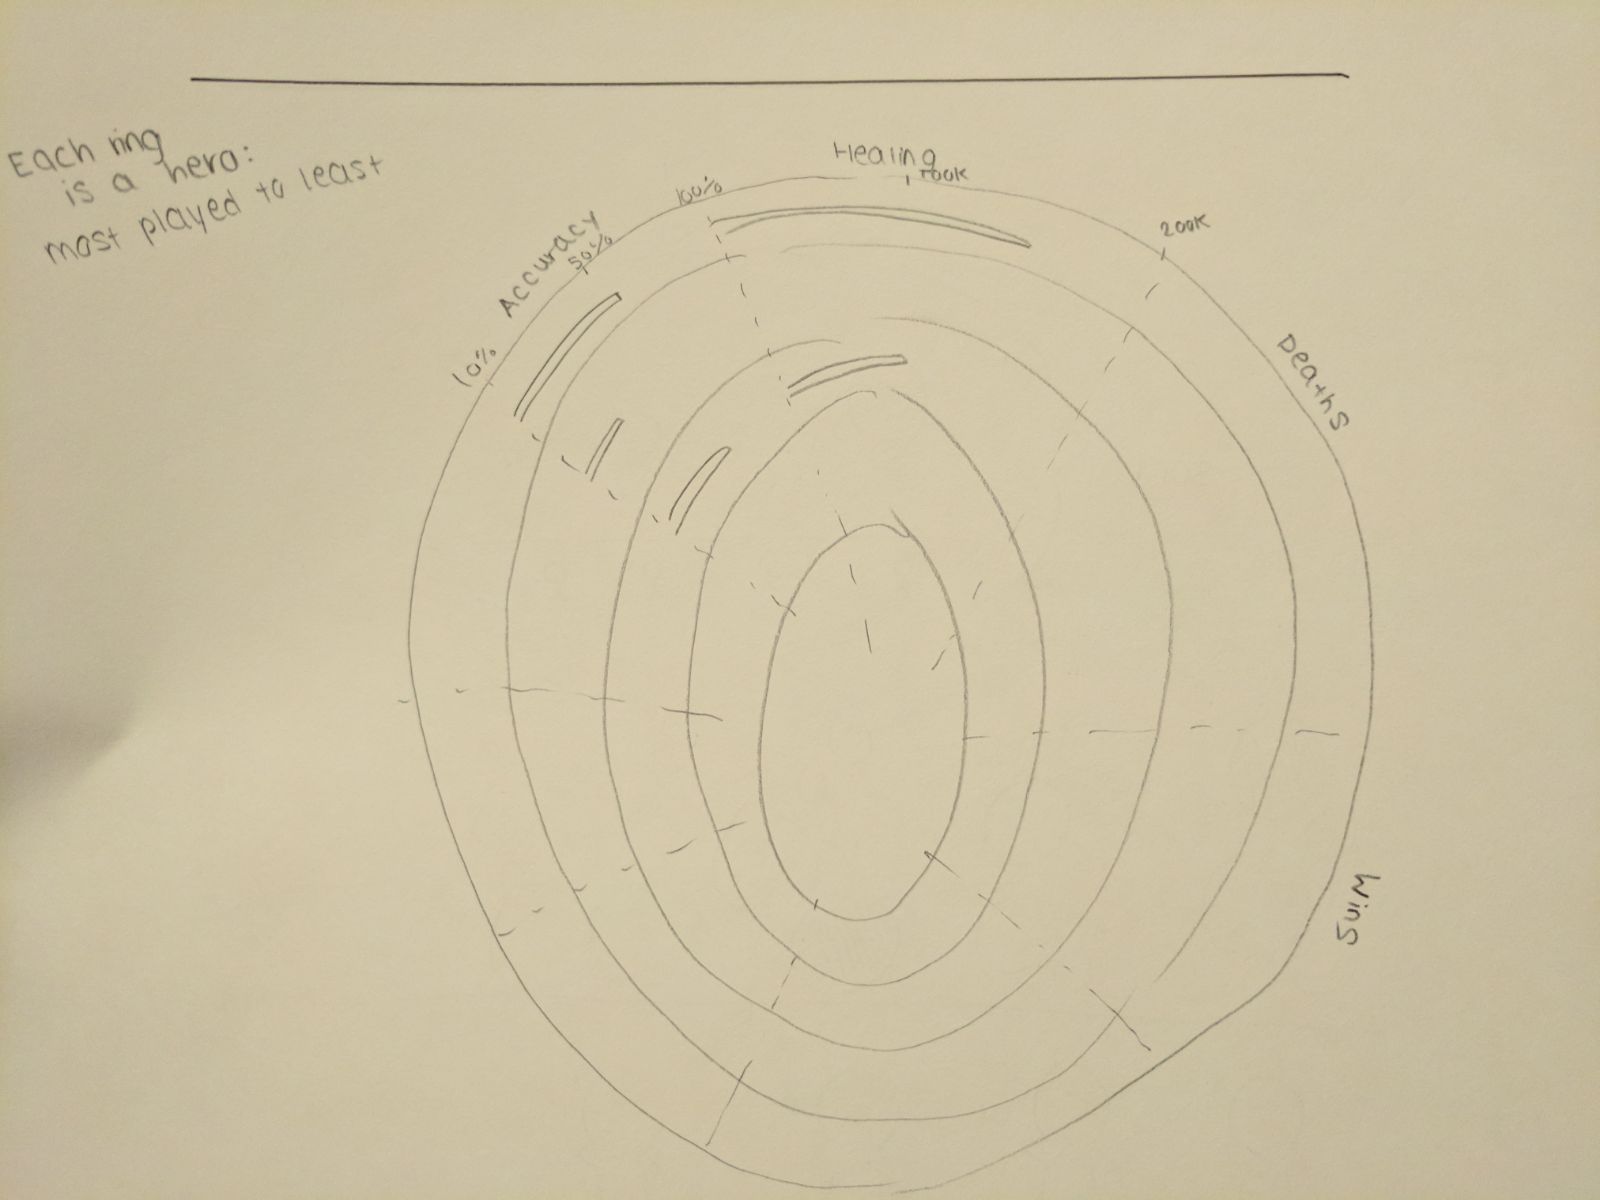 Each ring
is a hero:
most played to least
Healing
100%
100K
200K
Accuracy
50%
10%
Deaths
Wins